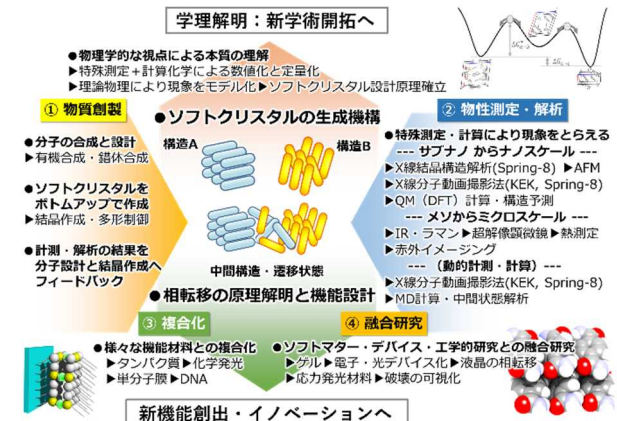 学理解明：新学術開拓へ
●物理学的な視点による本質の理解
▶特殊測定＋計算化学による数値化と定量化
▶理論物理により現象をモデル化▶ソフトクリスタル設計原理確立
① 物質創製
●分子の合成と設計
▶有機合成・錯体合成
●ソフトクリスタルを
ボトムアップで作成
▶結晶作成・多形制御
●計測・解析の結果を
分子設計と結晶作成へ
フィードバック
●ソフトクリスタルの生成機構
構造A
構造B
中間構造・遷移状態
●相転移の原理解明と機能設計
② 物性測定・解析
●特殊測定・計算により現象をとらえる
--- サブナノ からナノスケール ---
▶X線結晶構造解析(Spring-8) ▶AFM
▶X線分子動画撮影法(KEK, Spring-8)
▶QM（DFT）計算・構造予測
---メソからミクロスケール---
▶IR・ラマン▶超解像顕微鏡▶熱測定
▶赤外イメージング
--- （動的計測・計算）---
▶X線分子動画撮影法(KEK, Spring-8)
▶MD計算・中間状態解析
③ 複合化
●様々な機能材料との複合化
▶タンパク質▶化学発光
▶単分子膜▶DNA
④ 融合研究
●ソフトマター・デバイス・工学的研究との融合研究
▶ゲル▶電子・光デバイス化▶液晶の相転移
▶応力発光材料▶破壊の可視化
新機能創出・イノベーションへ